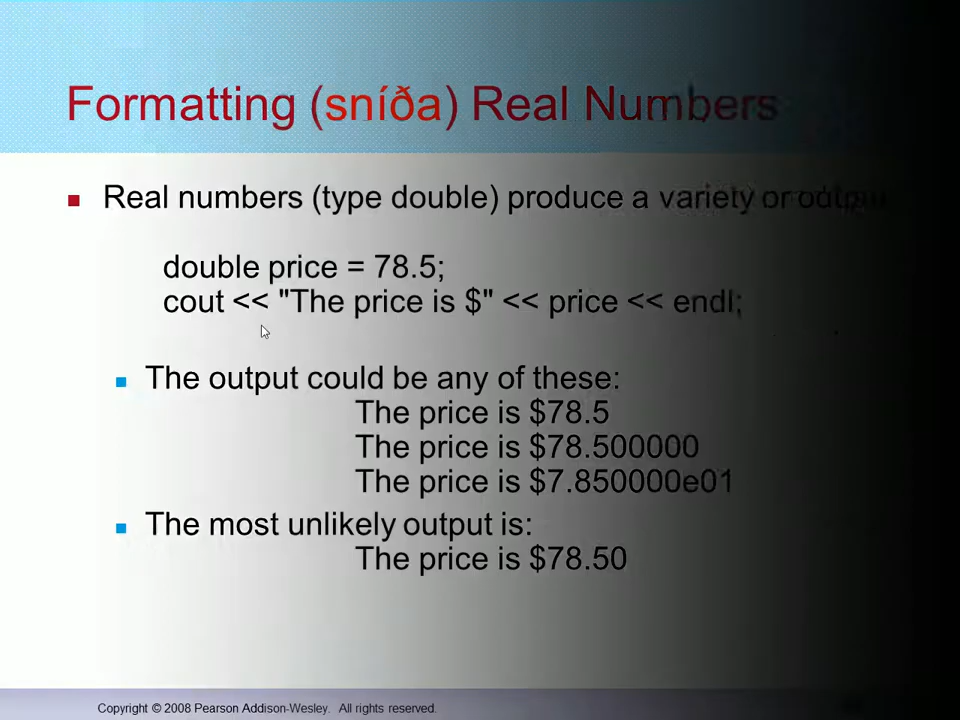 Formatting (sníða) Real Numbers
Real numbers (type double) produce a variety or output
double price = 78.5;
cout << "The price is $" << price << endl;
The output could be any of these:
The price is $78.5
The price is $78.500000
The price is $7.850000e01
The most unlikely output is:
The price is $78.50
Copyright © 2008 Pearson Addison-Wesley. All rights reserved.